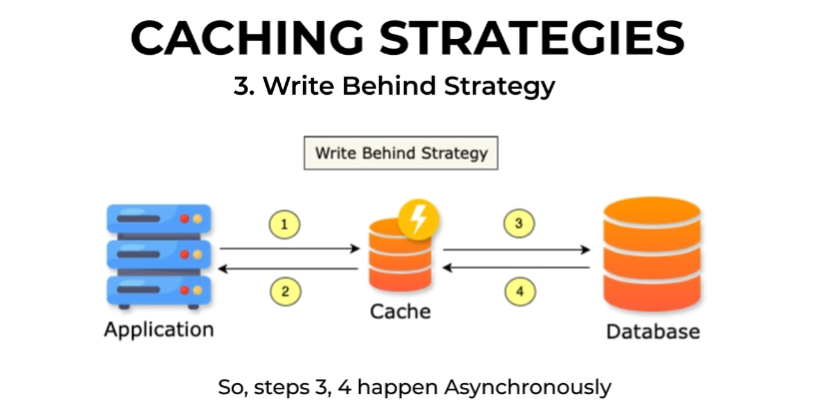 CACHING STRATEGIES
3. Write Behind Strategy
Write Behind Strategy
1
3
2
4
Application
Cache
Database
So, steps 3, 4 happen Asynchronously